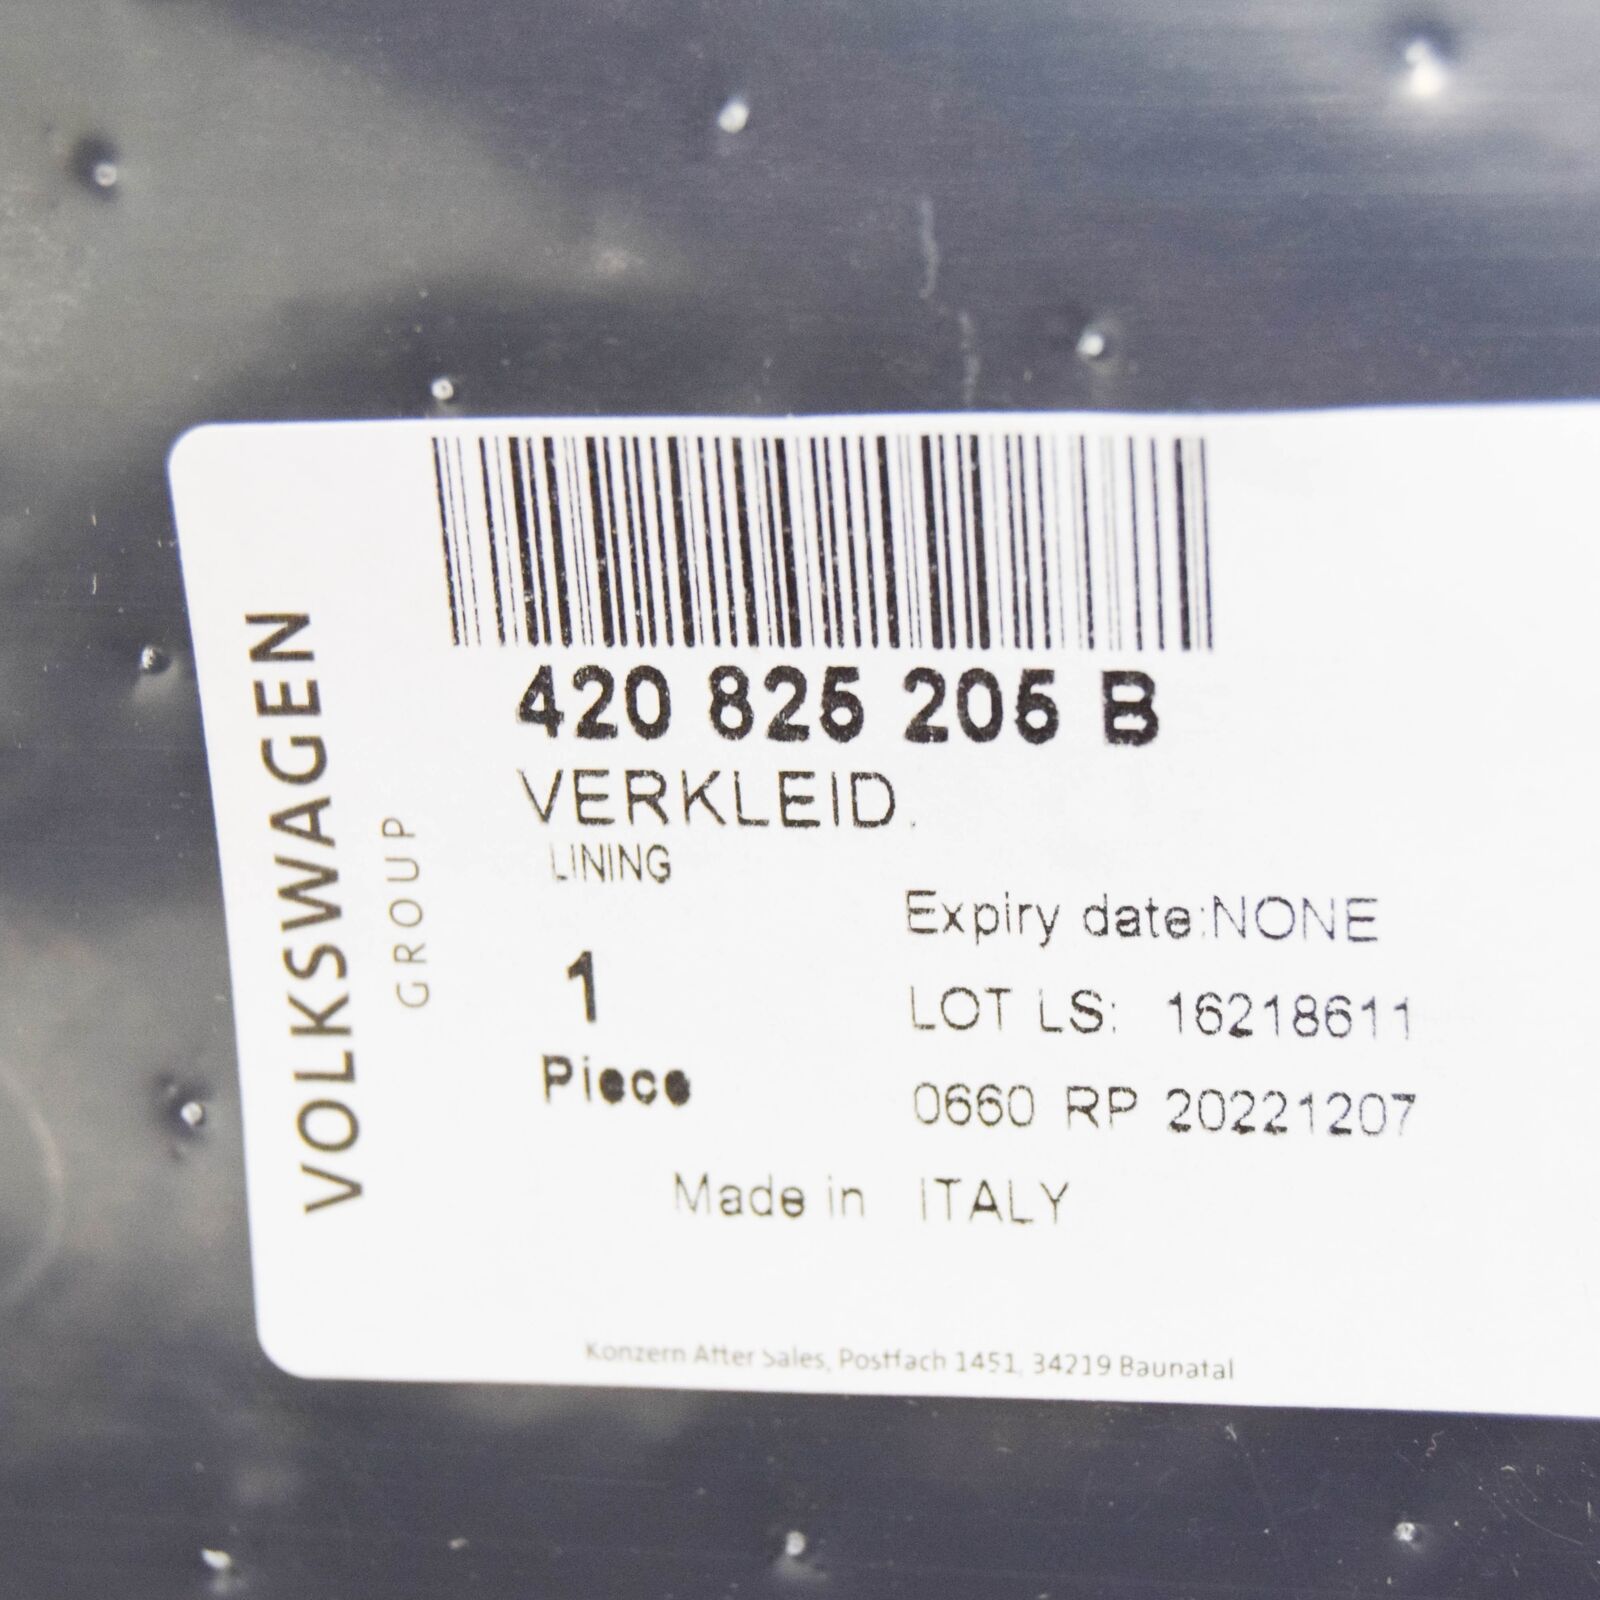 VOLKSWAGEN
GROUP
420 825 205 B
VERKLEID.
LINING
1
Piece
Expiry date:NONE
LOT LS: 16218611
0660 RP 20221207
Made in ITALY
Konzern After Sales, Postfach 1451, 34219 Baunatal